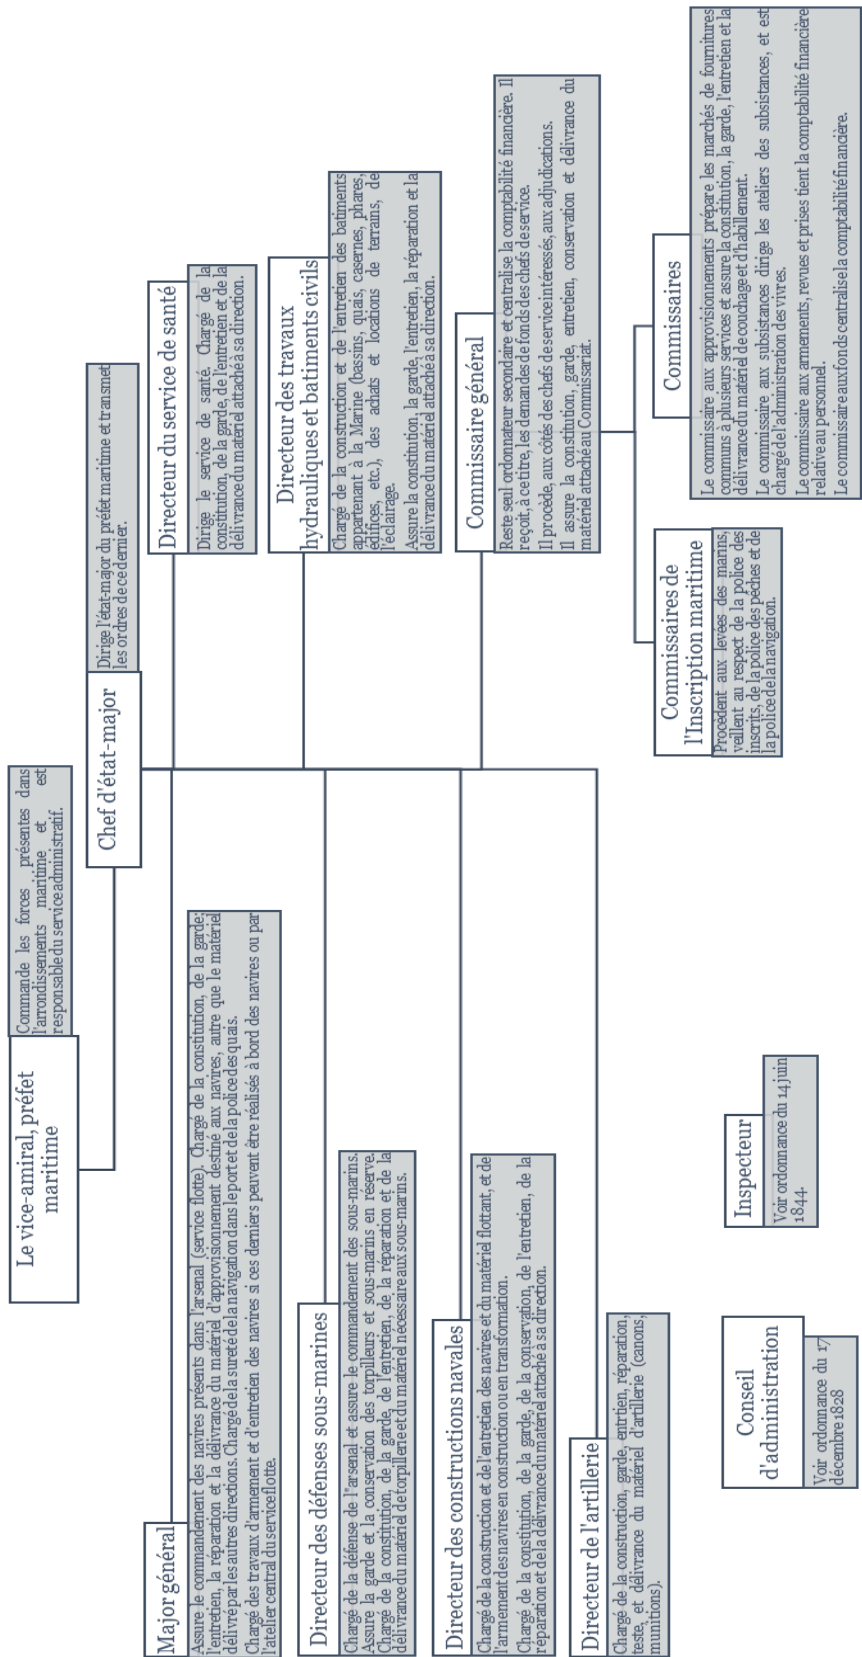 Le vice-amiral, préfet
maritime
Commande les forces présentes dans
l'arrondissements maritime et est
responsable du service administratif.
Chef d'état-major
Dirige l'état-major du préfet maritime et transmet
les ordres de ce dernier.
Major général
Assure le commandement des navires présents dans l'arsenal (service flotte). Chargé de la constitution, de la garde;
l'entretien, la réparation et la délivrance du matériel d'approvisionnement destiné aux navires, autre que le matériel
délivré par les autres directions. Chargé de la sureté de la navigation dans le port et de la police des quais.
Chargé des travaux d'armement et d'entretien des navires si ces derniers peuvent être réalisés à bord des navires ou par
l'atelier central du service flotte.
Directeur du service de santé
Dirige le service de santé. Chargé de la
constitution, de la garde, de l'entretien et de la
délivrance du matériel attaché à sa direction.
Directeur des défenses sous-marines
Chargé de la défense de l'arsenal et assure le commandement des sous-marins.
Assure la garde et la conservation des torpilleurs et sous-marins en réserve.
Chargé de la constitution, de la garde, de l'entretien, de la réparation et de la
délivrance du matériel de torpillerie et du matériel nécessaire aux sous-marins.
Directeur des travaux
hydrauliques et batiments civils
Chargé de la construction et de l'entretien des batiments
appartenant à la Marine (bassins, quais, casernes, phares,
édifices, etc.), des achats et locations de terrains, de
l'éclairage.
Assure la constitution, la garde, l'entretien, la réparation et la
délivrance du matériel attaché à sa direction.
Directeur des constructions navales
Chargé de la construction et de l'entretien des navires et du matériel flottant, et de
l'armement des navires en construction ou en transformation.
Chargé de la constitution, de la garde, de la conservation, de l'entretien, de la
réparation et de la délivrance du matériel attaché à sa direction.
Commissaire général
Reste seul ordonnateur secondaire et centralise la comptabilité financière. Il
reçoit, à ce titre, les demandes de fonds des chefs de service.
Il procède, aux côtés des chefs de service intéressés, aux adjudications.
Il assure la constitution, garde, entretien, conservation et délivrance du
matériel attaché au Commissariat.
Directeur de l'artillerie
Chargé de la construction, garde, entrtien, réparation,
teste, et délivrance du matériel d'artillerie (canons,
munitions).
Commissaires de
l'Inscription maritime
Procèdent aux levées des marins,
veillent au respect de la police des
inscrits, de la police des pêches et de
la police de la navigation.
Commissaires
Le commissaire aux approvisionnements prépare les marchés de fournitures
communs à plusieurs services et assure la constitution, la garde, l'entretien et la
délivrance du matériel de couchage et d'habillement.
Le commissaire aux subsistances dirige les ateliers des subsistances, et est
chargé de l'administration des vivres.
Le commissaire aux armements, revues et prises tient la comptabilité financière
relative au personnel.
Le commissaire aux fonds centralise la comptabilité financière.
Conseil
d'administration
Voir ordonnance du 17
décembre 1828
Inspecteur
Voir ordonnance du 14 juin
1844.